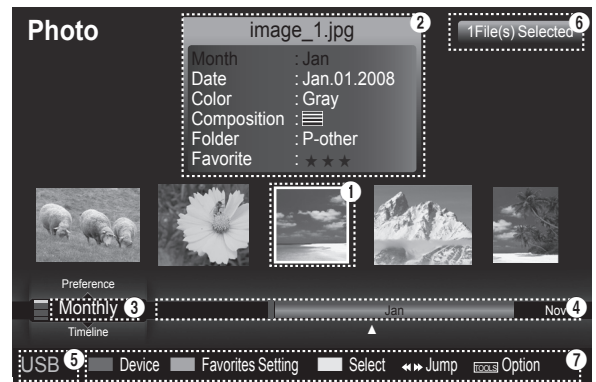 Photo
image_1.jpg
2
1File(s) Selected
6
Month : Jan
Date : Jan.01.2008
Color : Gray
Composition :
Folder : P-other
Favorite : ★★★
1
Preference
Monthly
3
Jan
Nov
4
Timeline
USB
5
Device
Favorites Setting
Select
Jump
TOOLS
Option
7